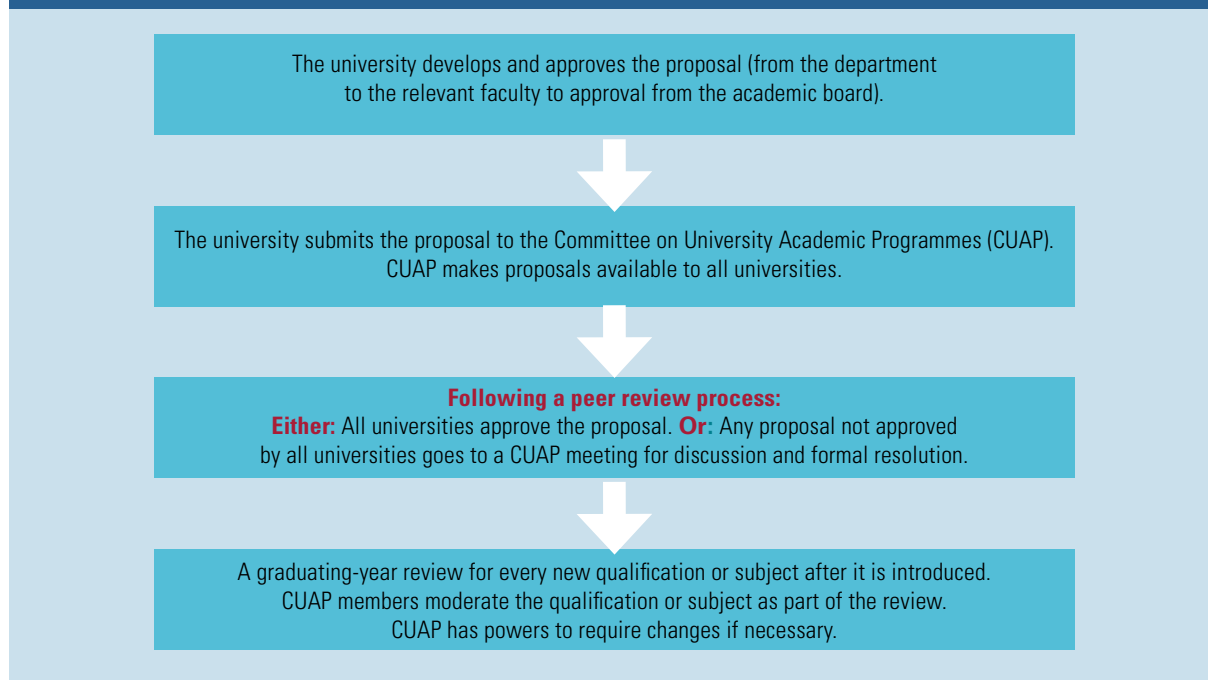 The university develops and approves the proposal (from the department
to the relevant faculty to approval from the academic board).
The university submits the proposal to the Committee on University Academic Programmes (CUAP).
CUAP makes proposals available to all universities.
Following a peer review process:
Either: All universities approve the proposal. Or: Any proposal not approved
by all universities goes to a CUAP meeting for discussion and formal resolution.
A graduating-year review for every new qualification or subject after it is introduced.
CUAP members moderate the qualification or subject as part of the review.
CUAP has powers to require changes if necessary.